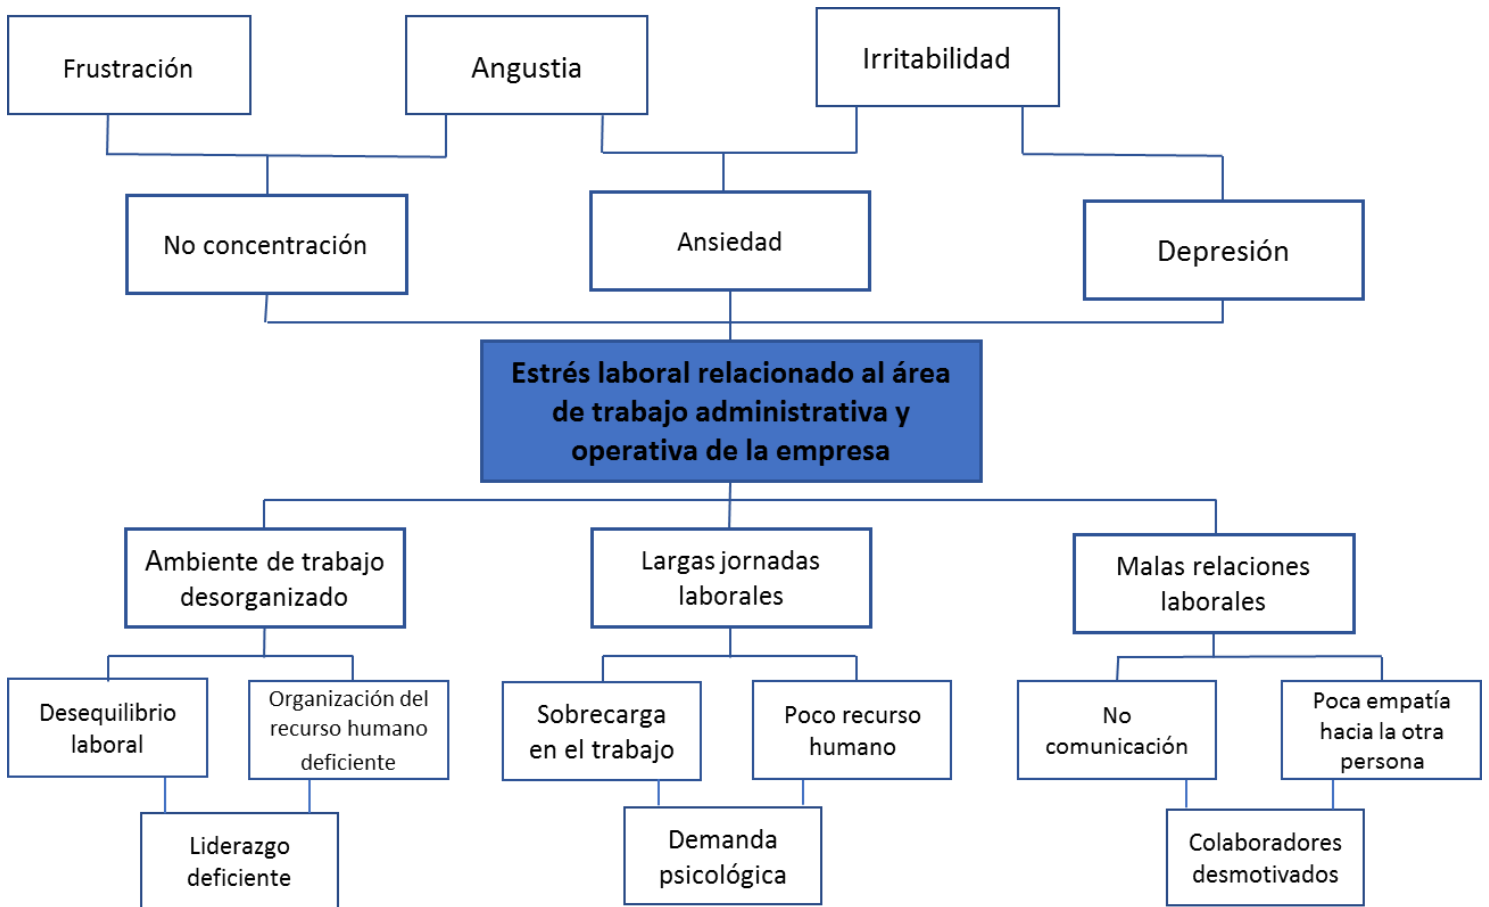 Frustración
Angustia
Irritabilidad
No concentración
Ansiedad
Depresión
Estrés laboral relacionado al área
de trabajo administrativa y
operativa de la empresa
Ambiente de trabajo
desorganizado
Largas jornadas
laborales
Malas relaciones
laborales
Desequilibrio
laboral
Organización del
recurso humano
deficiente
Sobrecarga
en el trabajo
Poco recurso
humano
No
comunicación
Poca empatía
hacia la otra
persona
Liderazgo
deficiente
Demanda
psicológica
Colaboradores
desmotivados